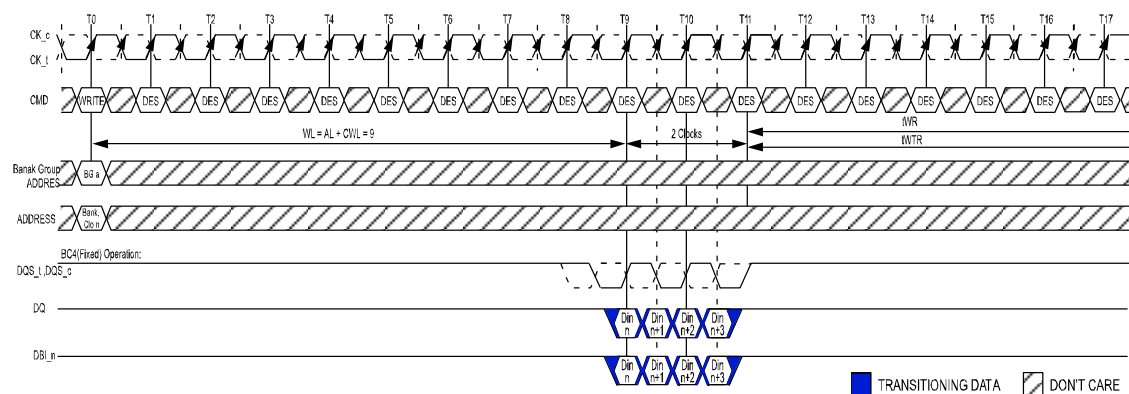 T0 T1 T2 T3 T4 T5 T6 T7 T8 T9 T10 T11 T12 T13 T14 T15 T16 T17
CK_c
CK_t
CMD WRITE DES DES DES DES DES DES DES DES DES DES DES DES DES DES DES DES DES
tWR
WL = AL + CWL = 9 2 Clocks
tWTR
Banak Group
ADDRES BG a
ADDRESS Bank,
Clo n
BC4(Fixed) Operation:
DQS_t ,DQS_c
DQ Din n Din n+1 Din n+2 Din n+3
DBI_n Din n Din n+1 Din n+2 Din n+3
TRANSITIONING DATA DON'T CARE